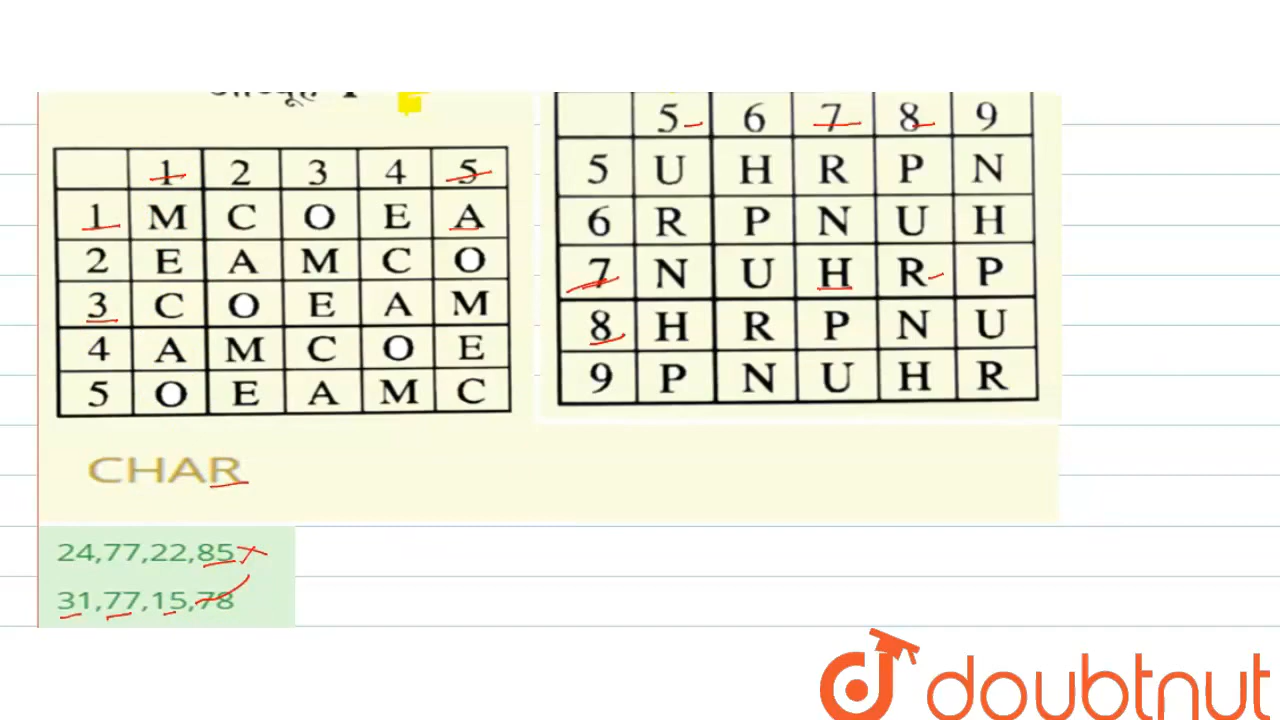 1 2 3 4 5
1 M C O E A
2 E A M C O
3 C O E A M
4 A M C O E
5 O E A M C
5 6 7 8 9
5 U H R P N
6 R P N U H
7 N U H R P
8 H R P N U
9 P N U H R
CHAR
24,77,22,85
31,77,15,78
doubtnut